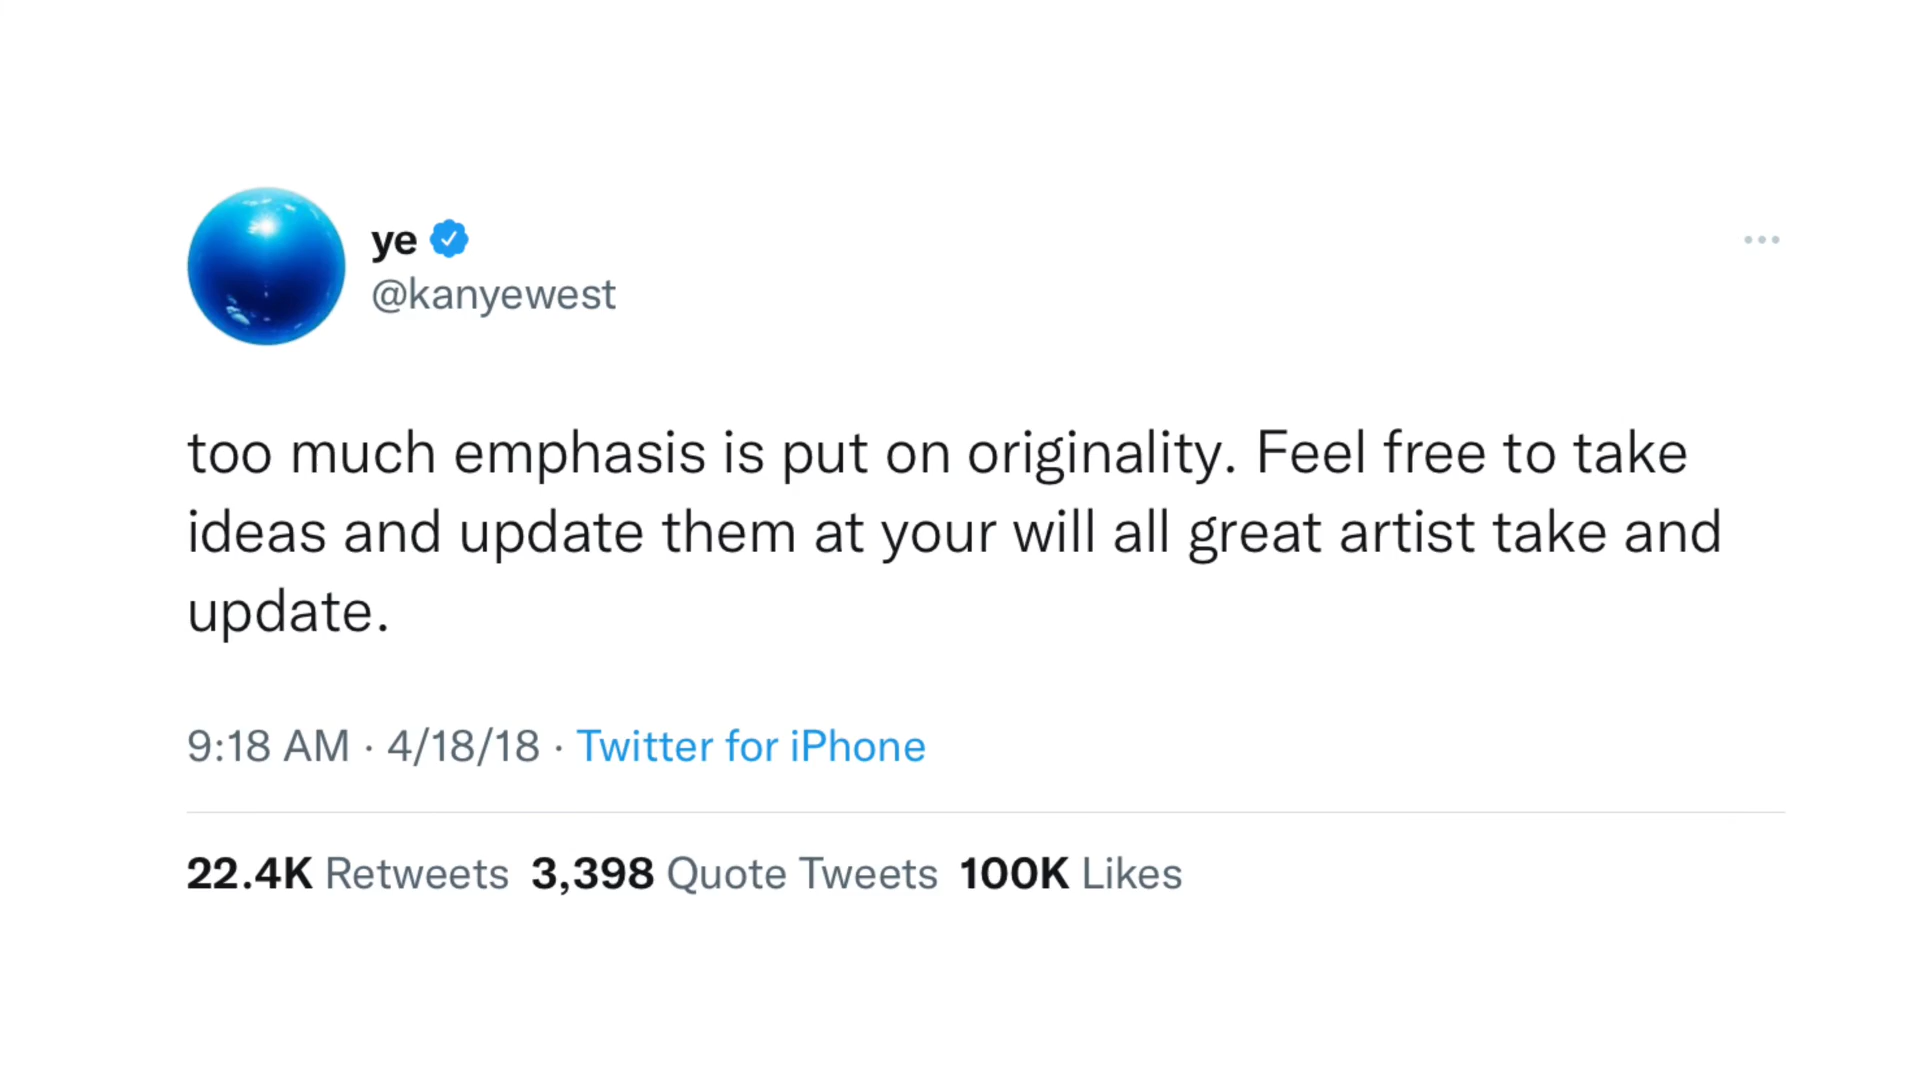 ye
@kanyewest
too much emphasis is put on originality. Feel free to take
ideas and update them at your will all great artist take and
update.
9:18 AM · 4/18/18 · Twitter for iPhone
22.4K Retweets 3,398 Quote Tweets 100K Likes